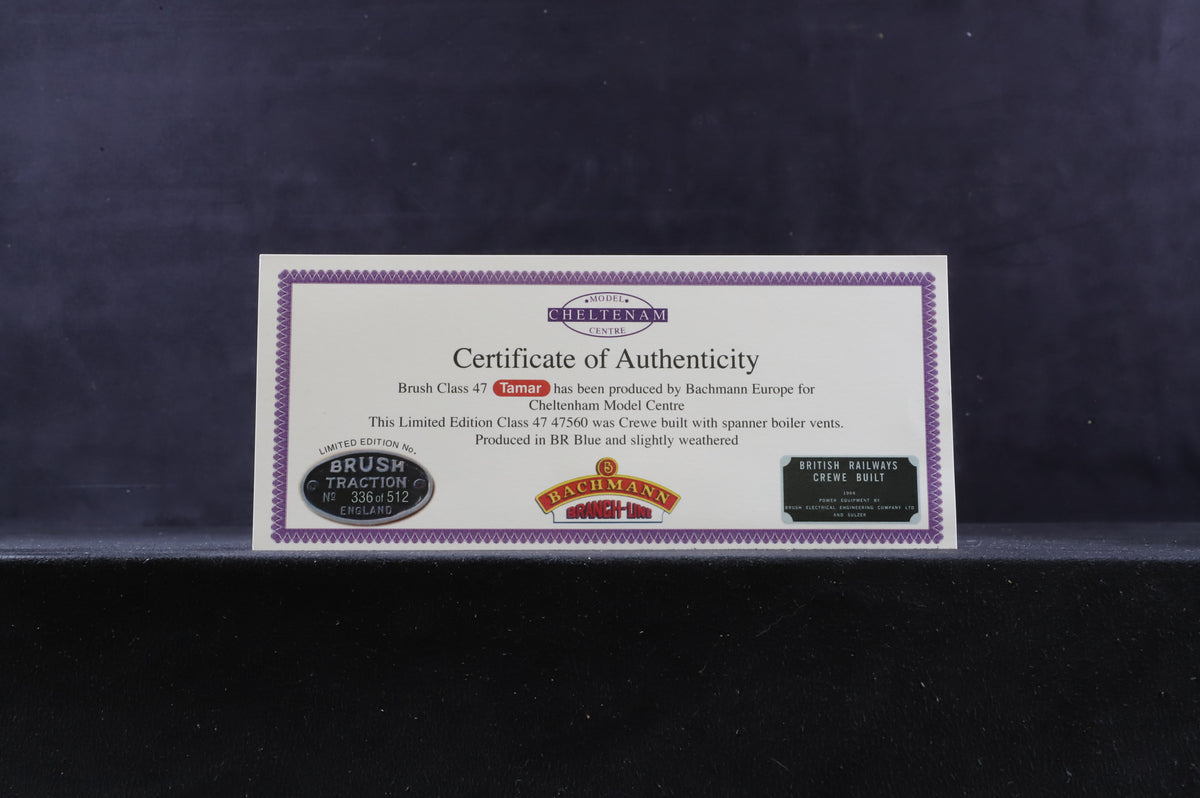 MODEL
CHELTENAM
CENTRE
Certificate of Authenticity
Brush Class 47 Tamar has been produced by Bachmann Europe for
Cheltenham Model Centre
This Limited Edition Class 47 47560 was Crewe built with spanner boiler vents.
Produced in BR Blue and slightly weathered
LIMITED EDITION No.
BRUSH
TRACTION
No 336 of 512
ENGLAND
B
BACHMANN
BRANCH-LINE
BRITISH RAILWAYS
CREWE BUILT
1964
POWER EQUIPMENT BY
BRUSH ELECTRICAL ENGINEERING COMPANY LTD
AND SULZER